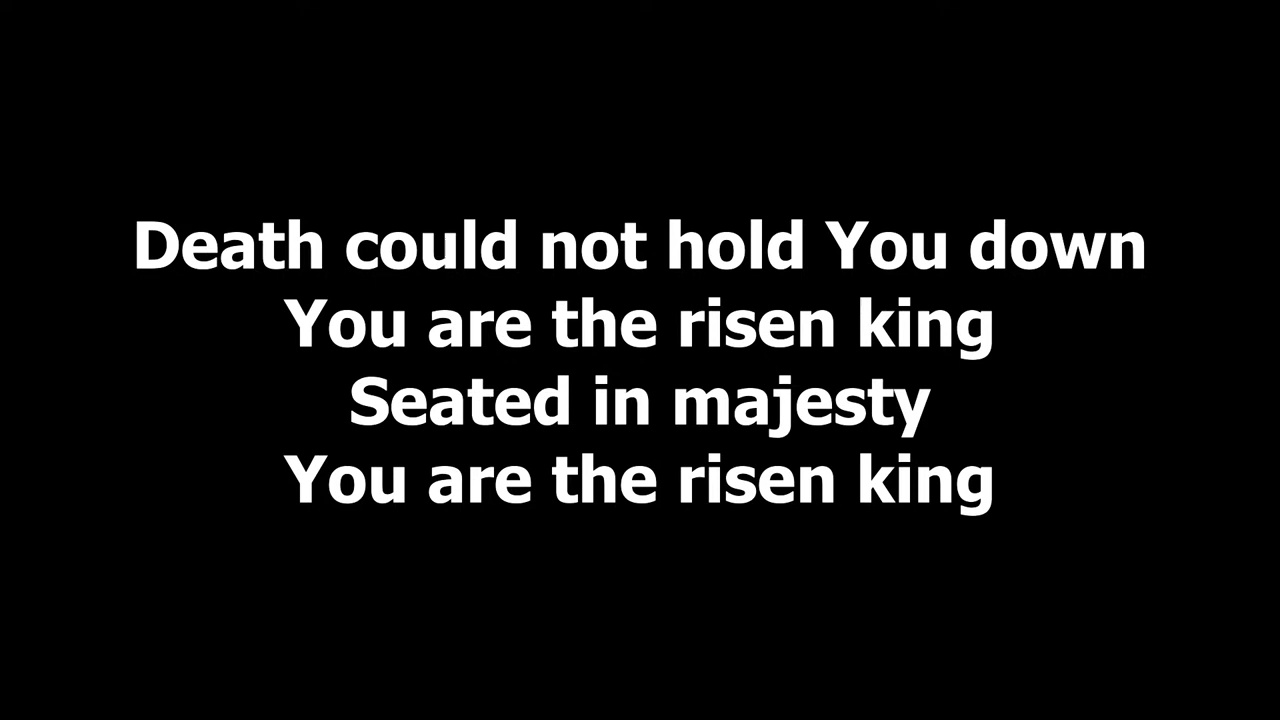 Death could not hold You down
You are the risen king
Seated in majesty
You are the risen king